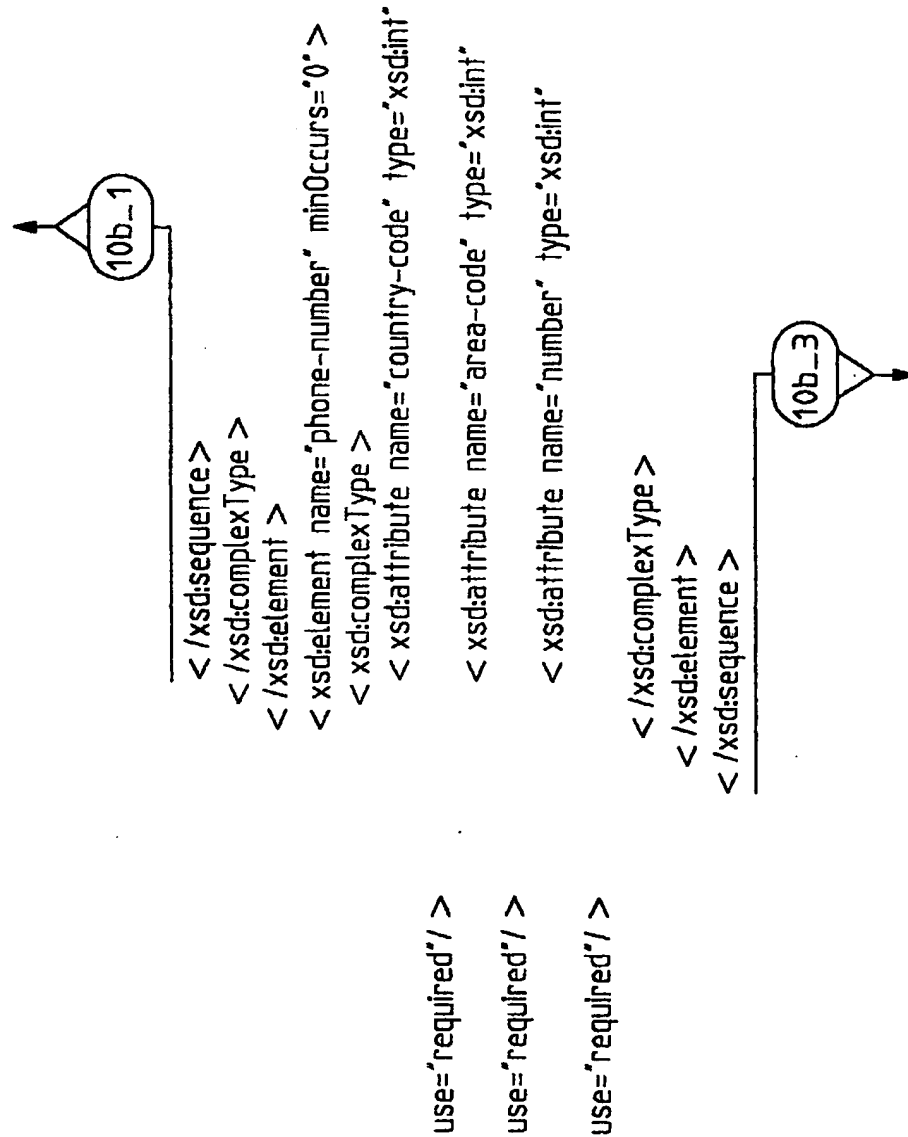 10b_1
< /xsd:sequence>
< /xsd:complexType >
< /xsd:element >
< xsd:element name="phone-number" minOccurs="0" >
< xsd:complexType >
< xsd:attribute name="country-code" type="xsd:int"
use="required"/ >
< xsd:attribute name="area-code" type="xsd:int"
use="required"/ >
< xsd:attribute name="number" type="xsd:int"
use="required"/ >
< /xsd:complexType >
< /xsd:element >
< /xsd:sequence >
10b_3